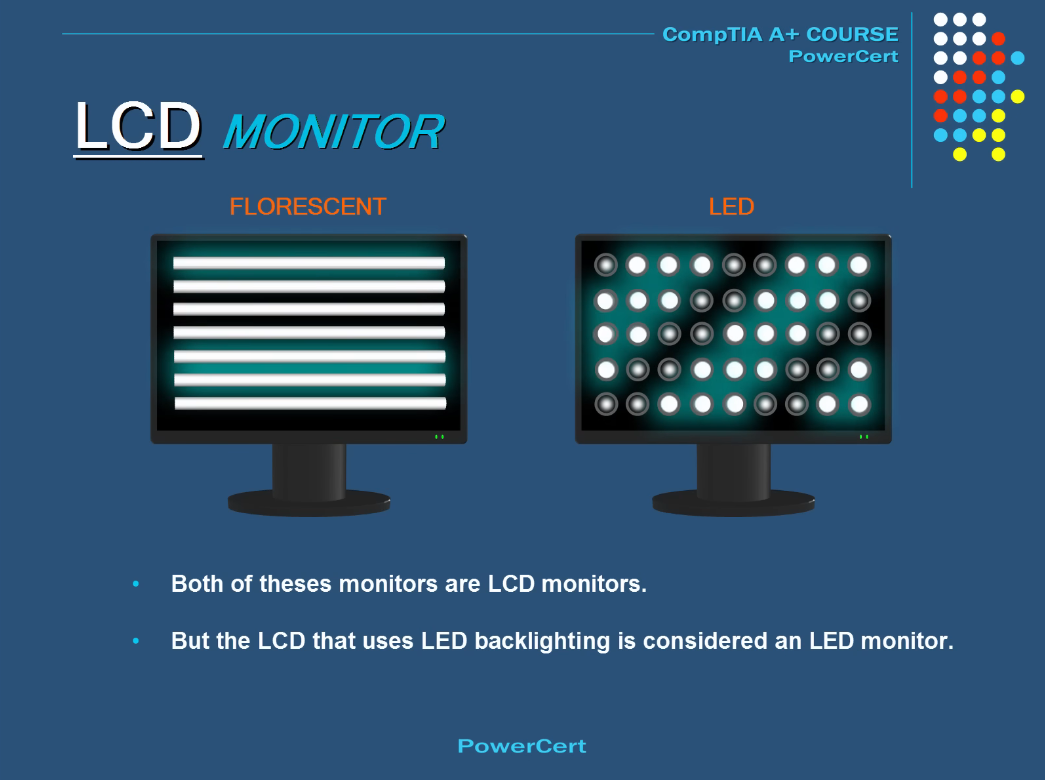 CompTIA A+ COURSE
PowerCert
LCD MONITOR
FLORESCENT
LED
• Both of theses monitors are LCD monitors.
• But the LCD that uses LED backlighting is considered an LED monitor.
PowerCert